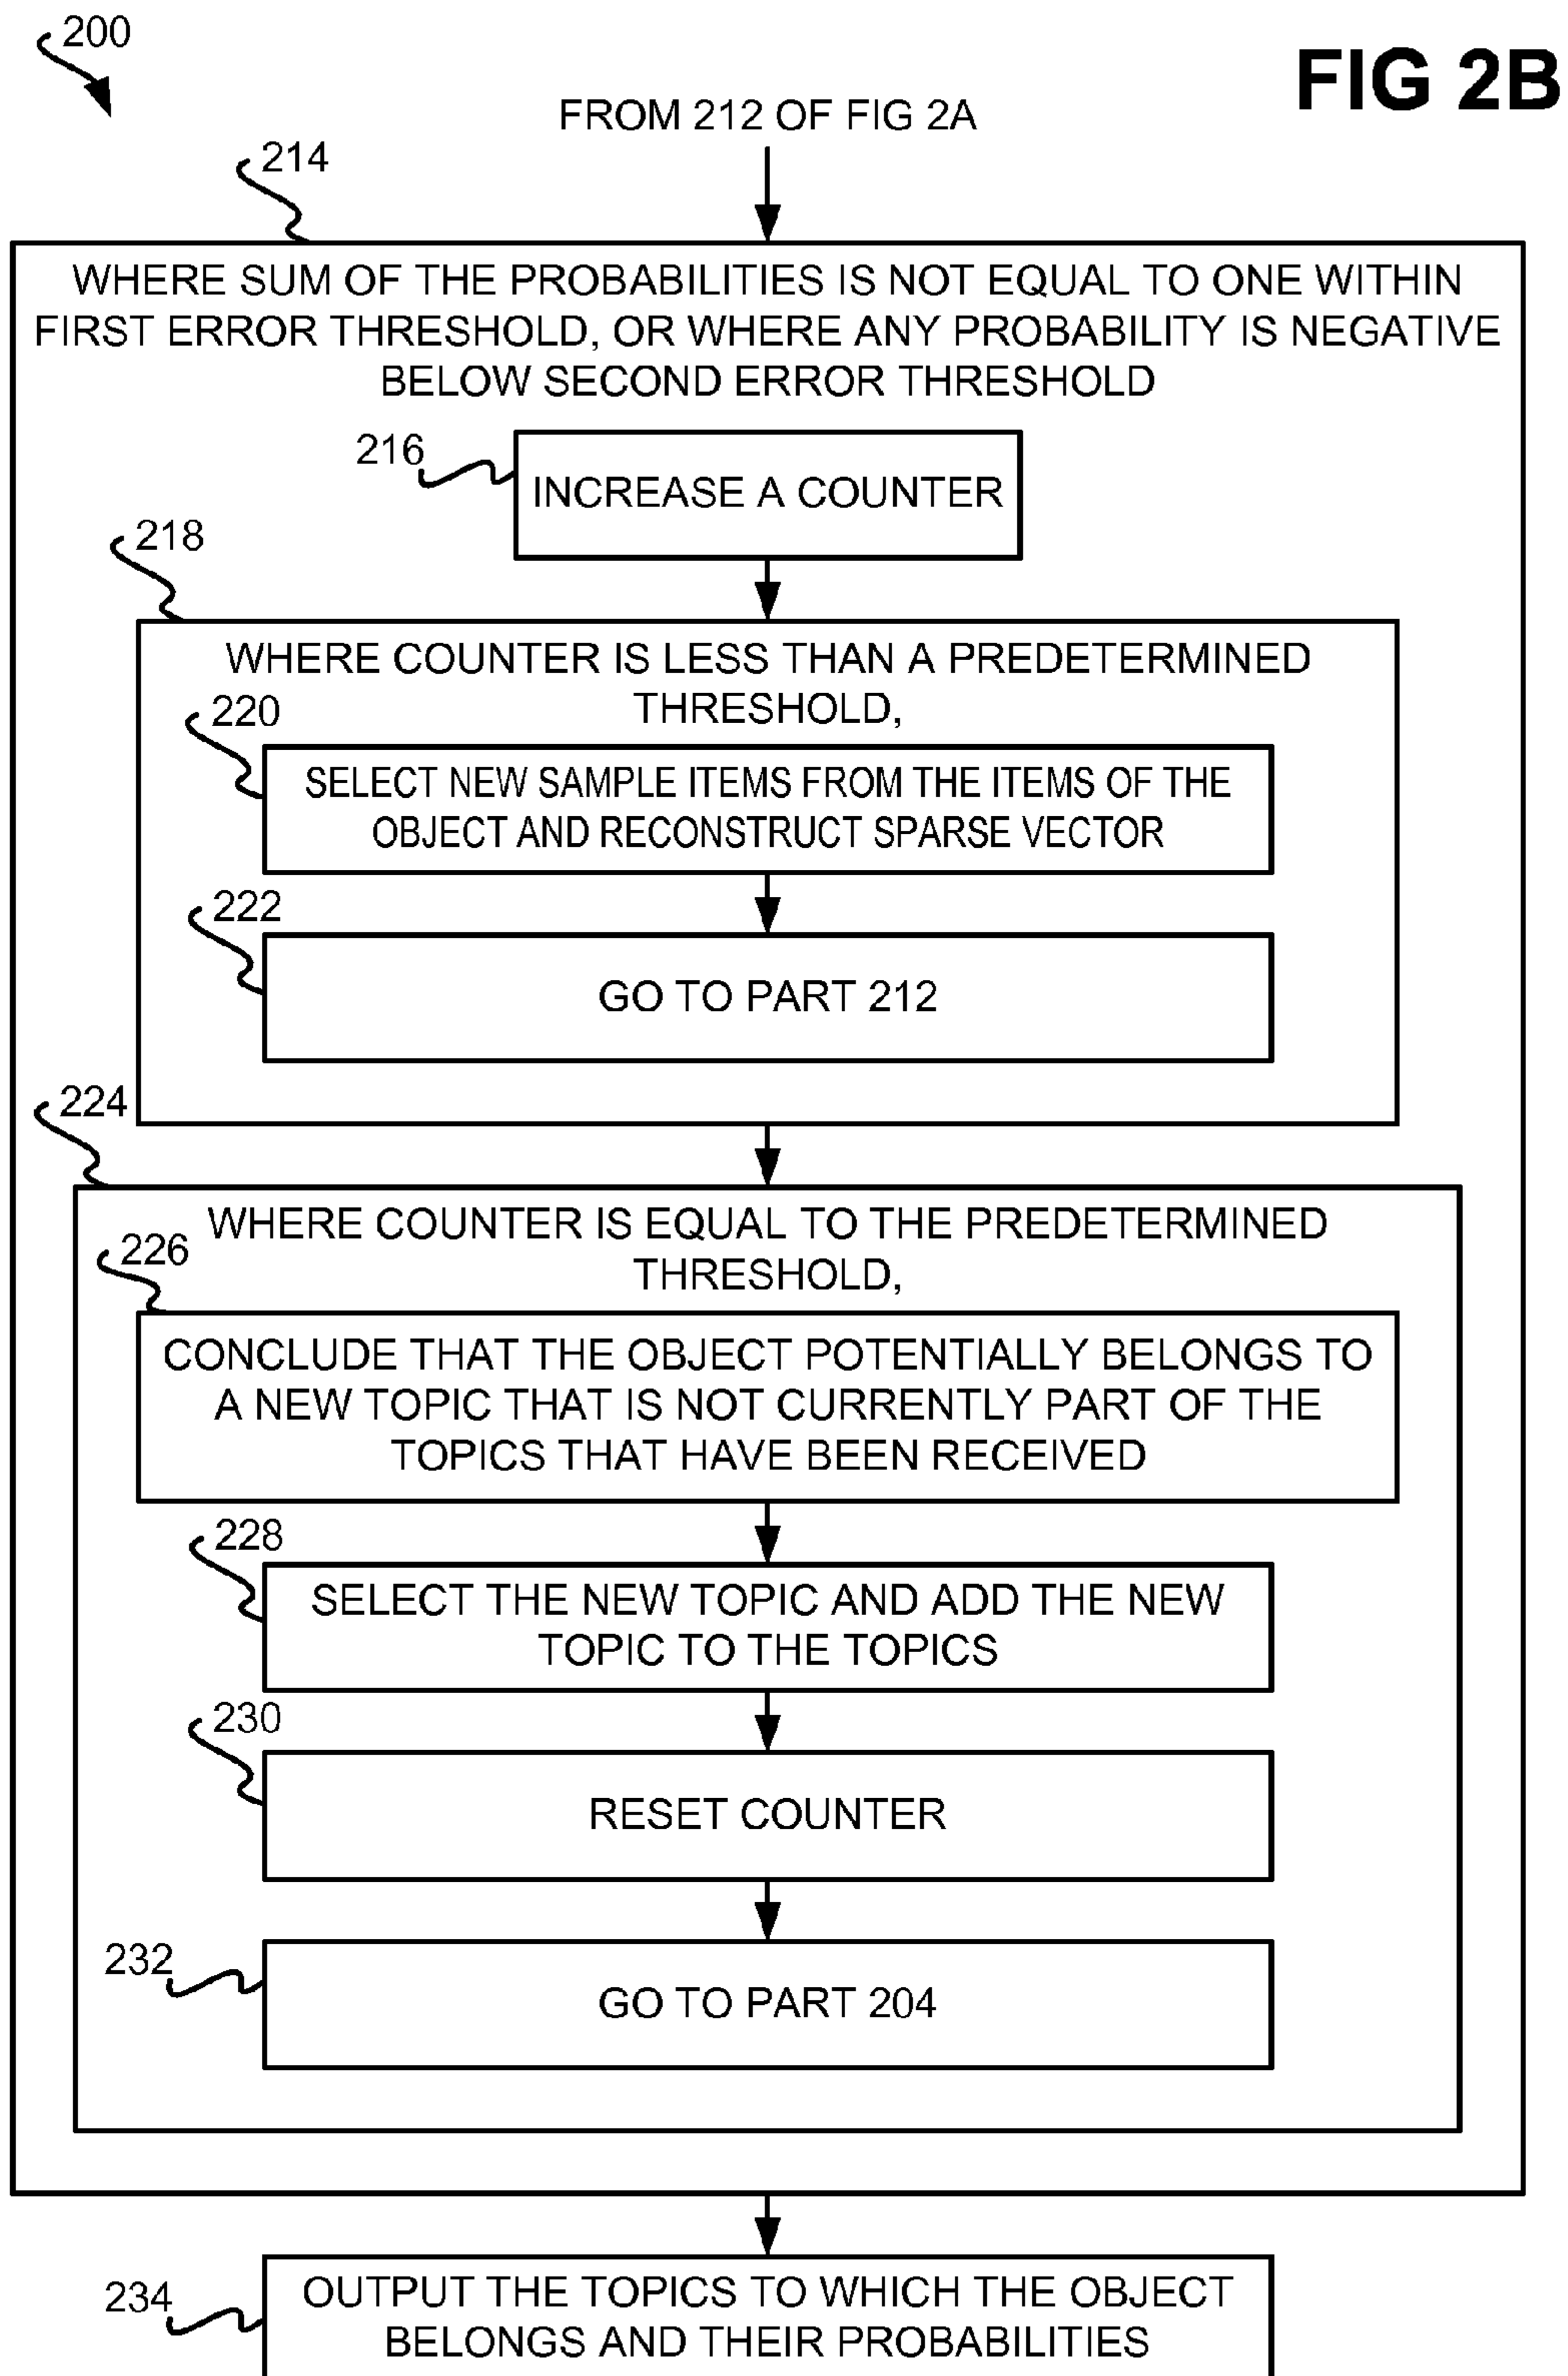 200
FIG 2B
FROM 212 OF FIG 2A
214
WHERE SUM OF THE PROBABILITIES IS NOT EQUAL TO ONE WITHIN
FIRST ERROR THRESHOLD, OR WHERE ANY PROBABILITY IS NEGATIVE
BELOW SECOND ERROR THRESHOLD
216
INCREASE A COUNTER
218
WHERE COUNTER IS LESS THAN A PREDETERMINED
THRESHOLD,
220
SELECT NEW SAMPLE ITEMS FROM THE ITEMS OF THE
OBJECT AND RECONSTRUCT SPARSE VECTOR
222
GO TO PART 212
224
WHERE COUNTER IS EQUAL TO THE PREDETERMINED
THRESHOLD,
226
CONCLUDE THAT THE OBJECT POTENTIALLY BELONGS TO
A NEW TOPIC THAT IS NOT CURRENTLY PART OF THE
TOPICS THAT HAVE BEEN RECEIVED
228
SELECT THE NEW TOPIC AND ADD THE NEW
TOPIC TO THE TOPICS
230
RESET COUNTER
232
GO TO PART 204
234
OUTPUT THE TOPICS TO WHICH THE OBJECT
BELONGS AND THEIR PROBABILITIES